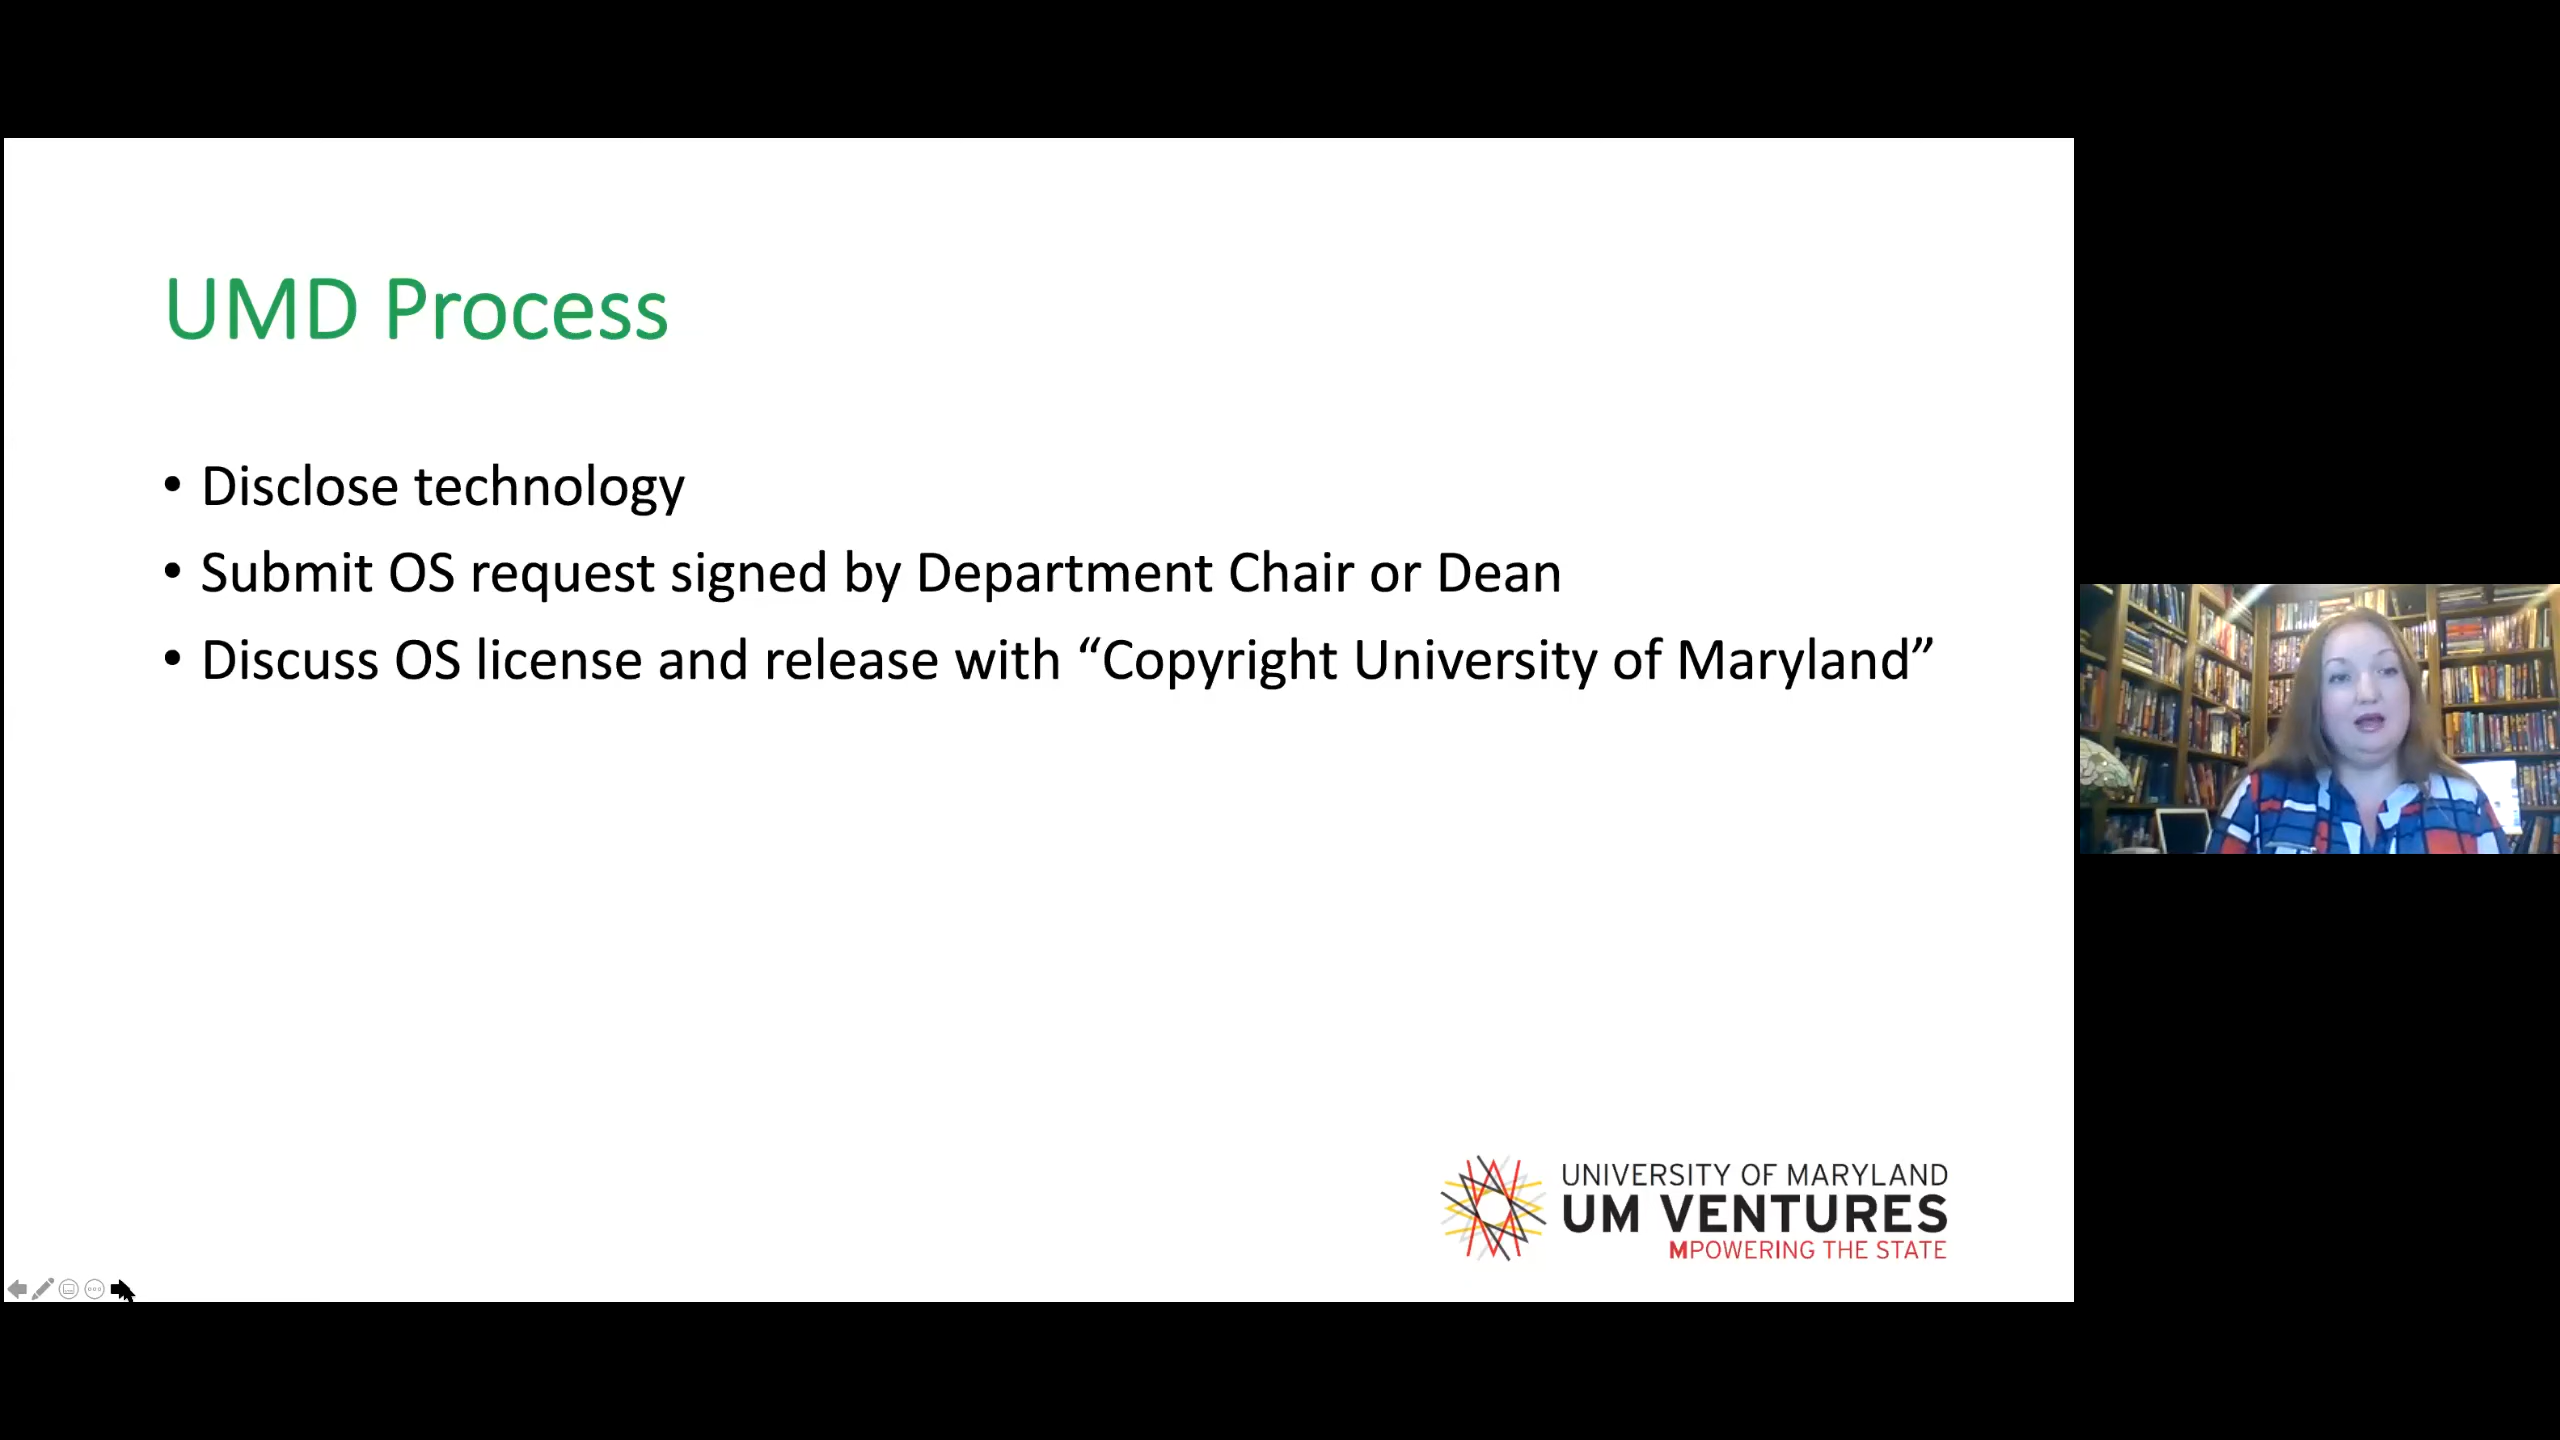 UMD Process
• Disclose technology
• Submit OS request signed by Department Chair or Dean
• Discuss OS license and release with “Copyright University of Maryland”
UNIVERSITY OF MARYLAND
UM VENTURES
MPOWERING THE STATE